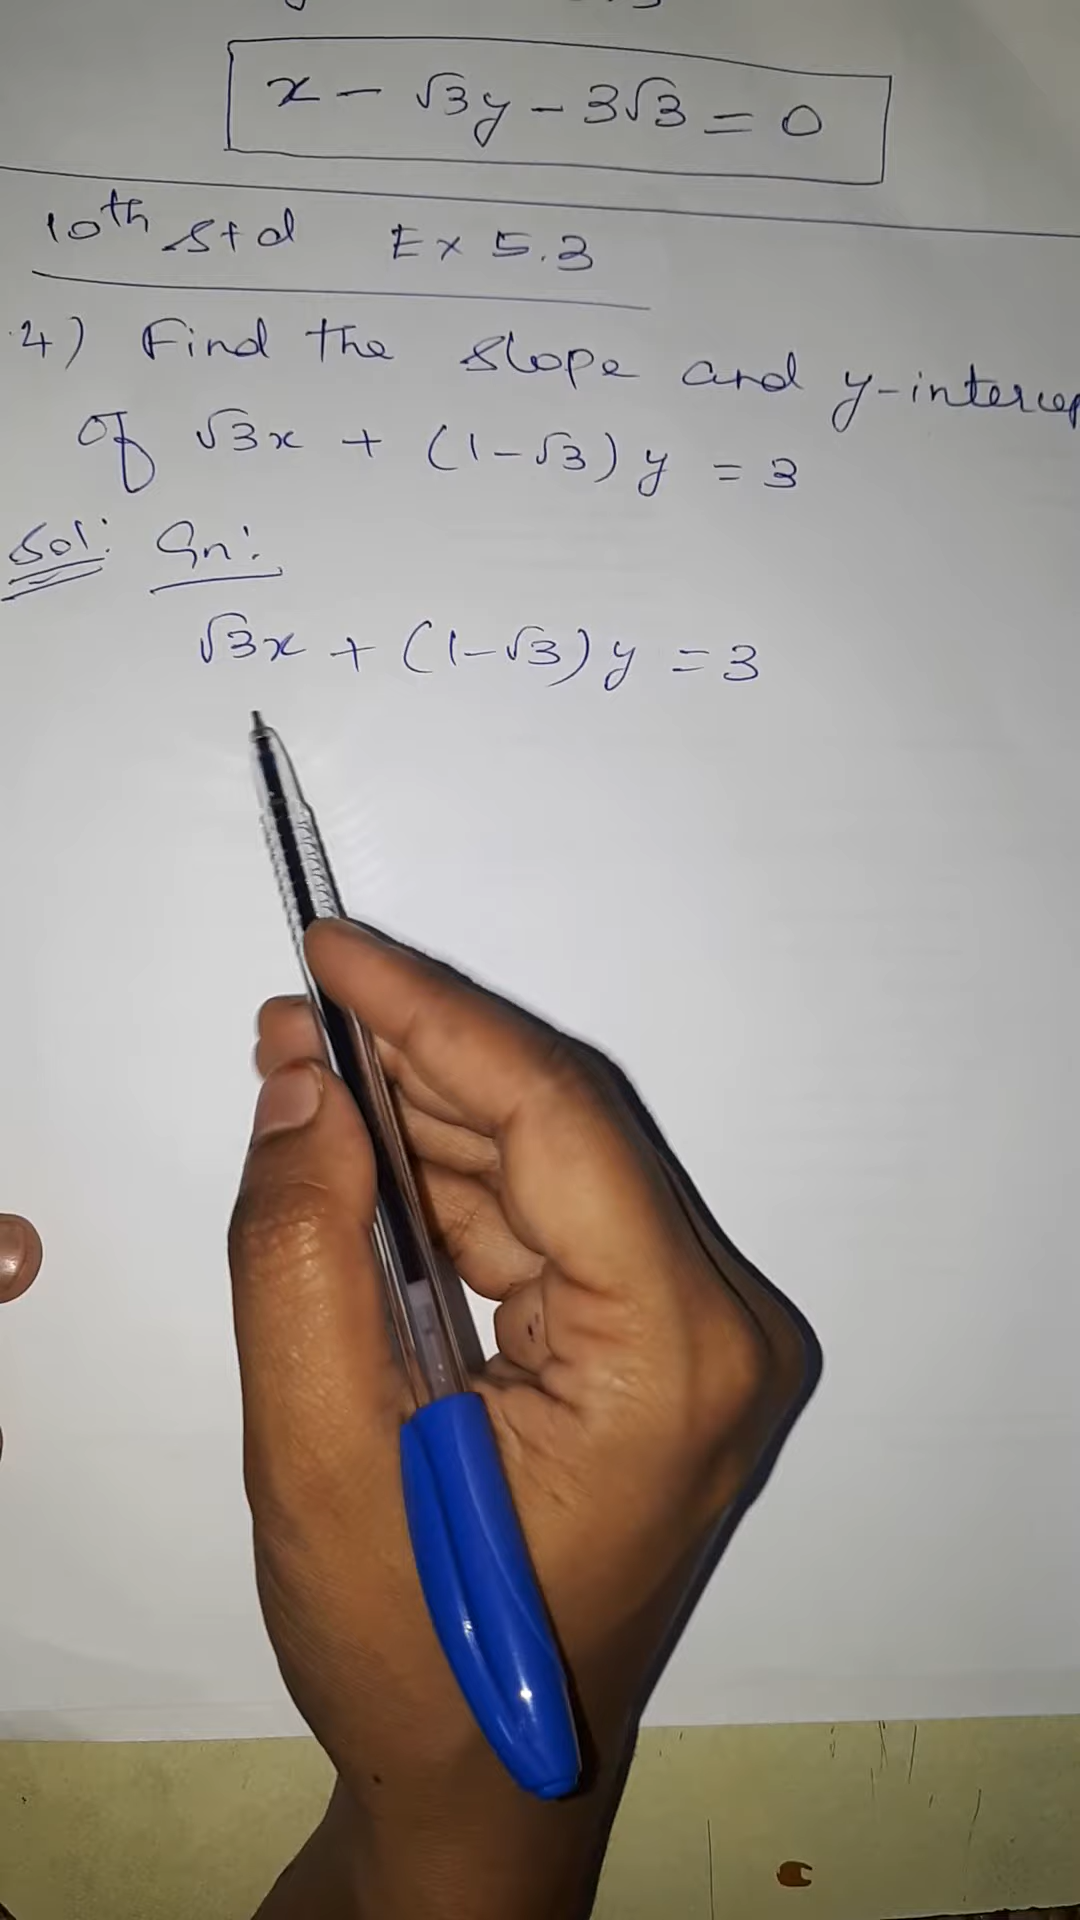 x - √3y - 3√3 = 0
10th std Ex 5.3
4) Find the slope and y-intercep
of √3x + (1-√3) y = 3
Sol: Gn:
√3x + (1-√3) y = 3